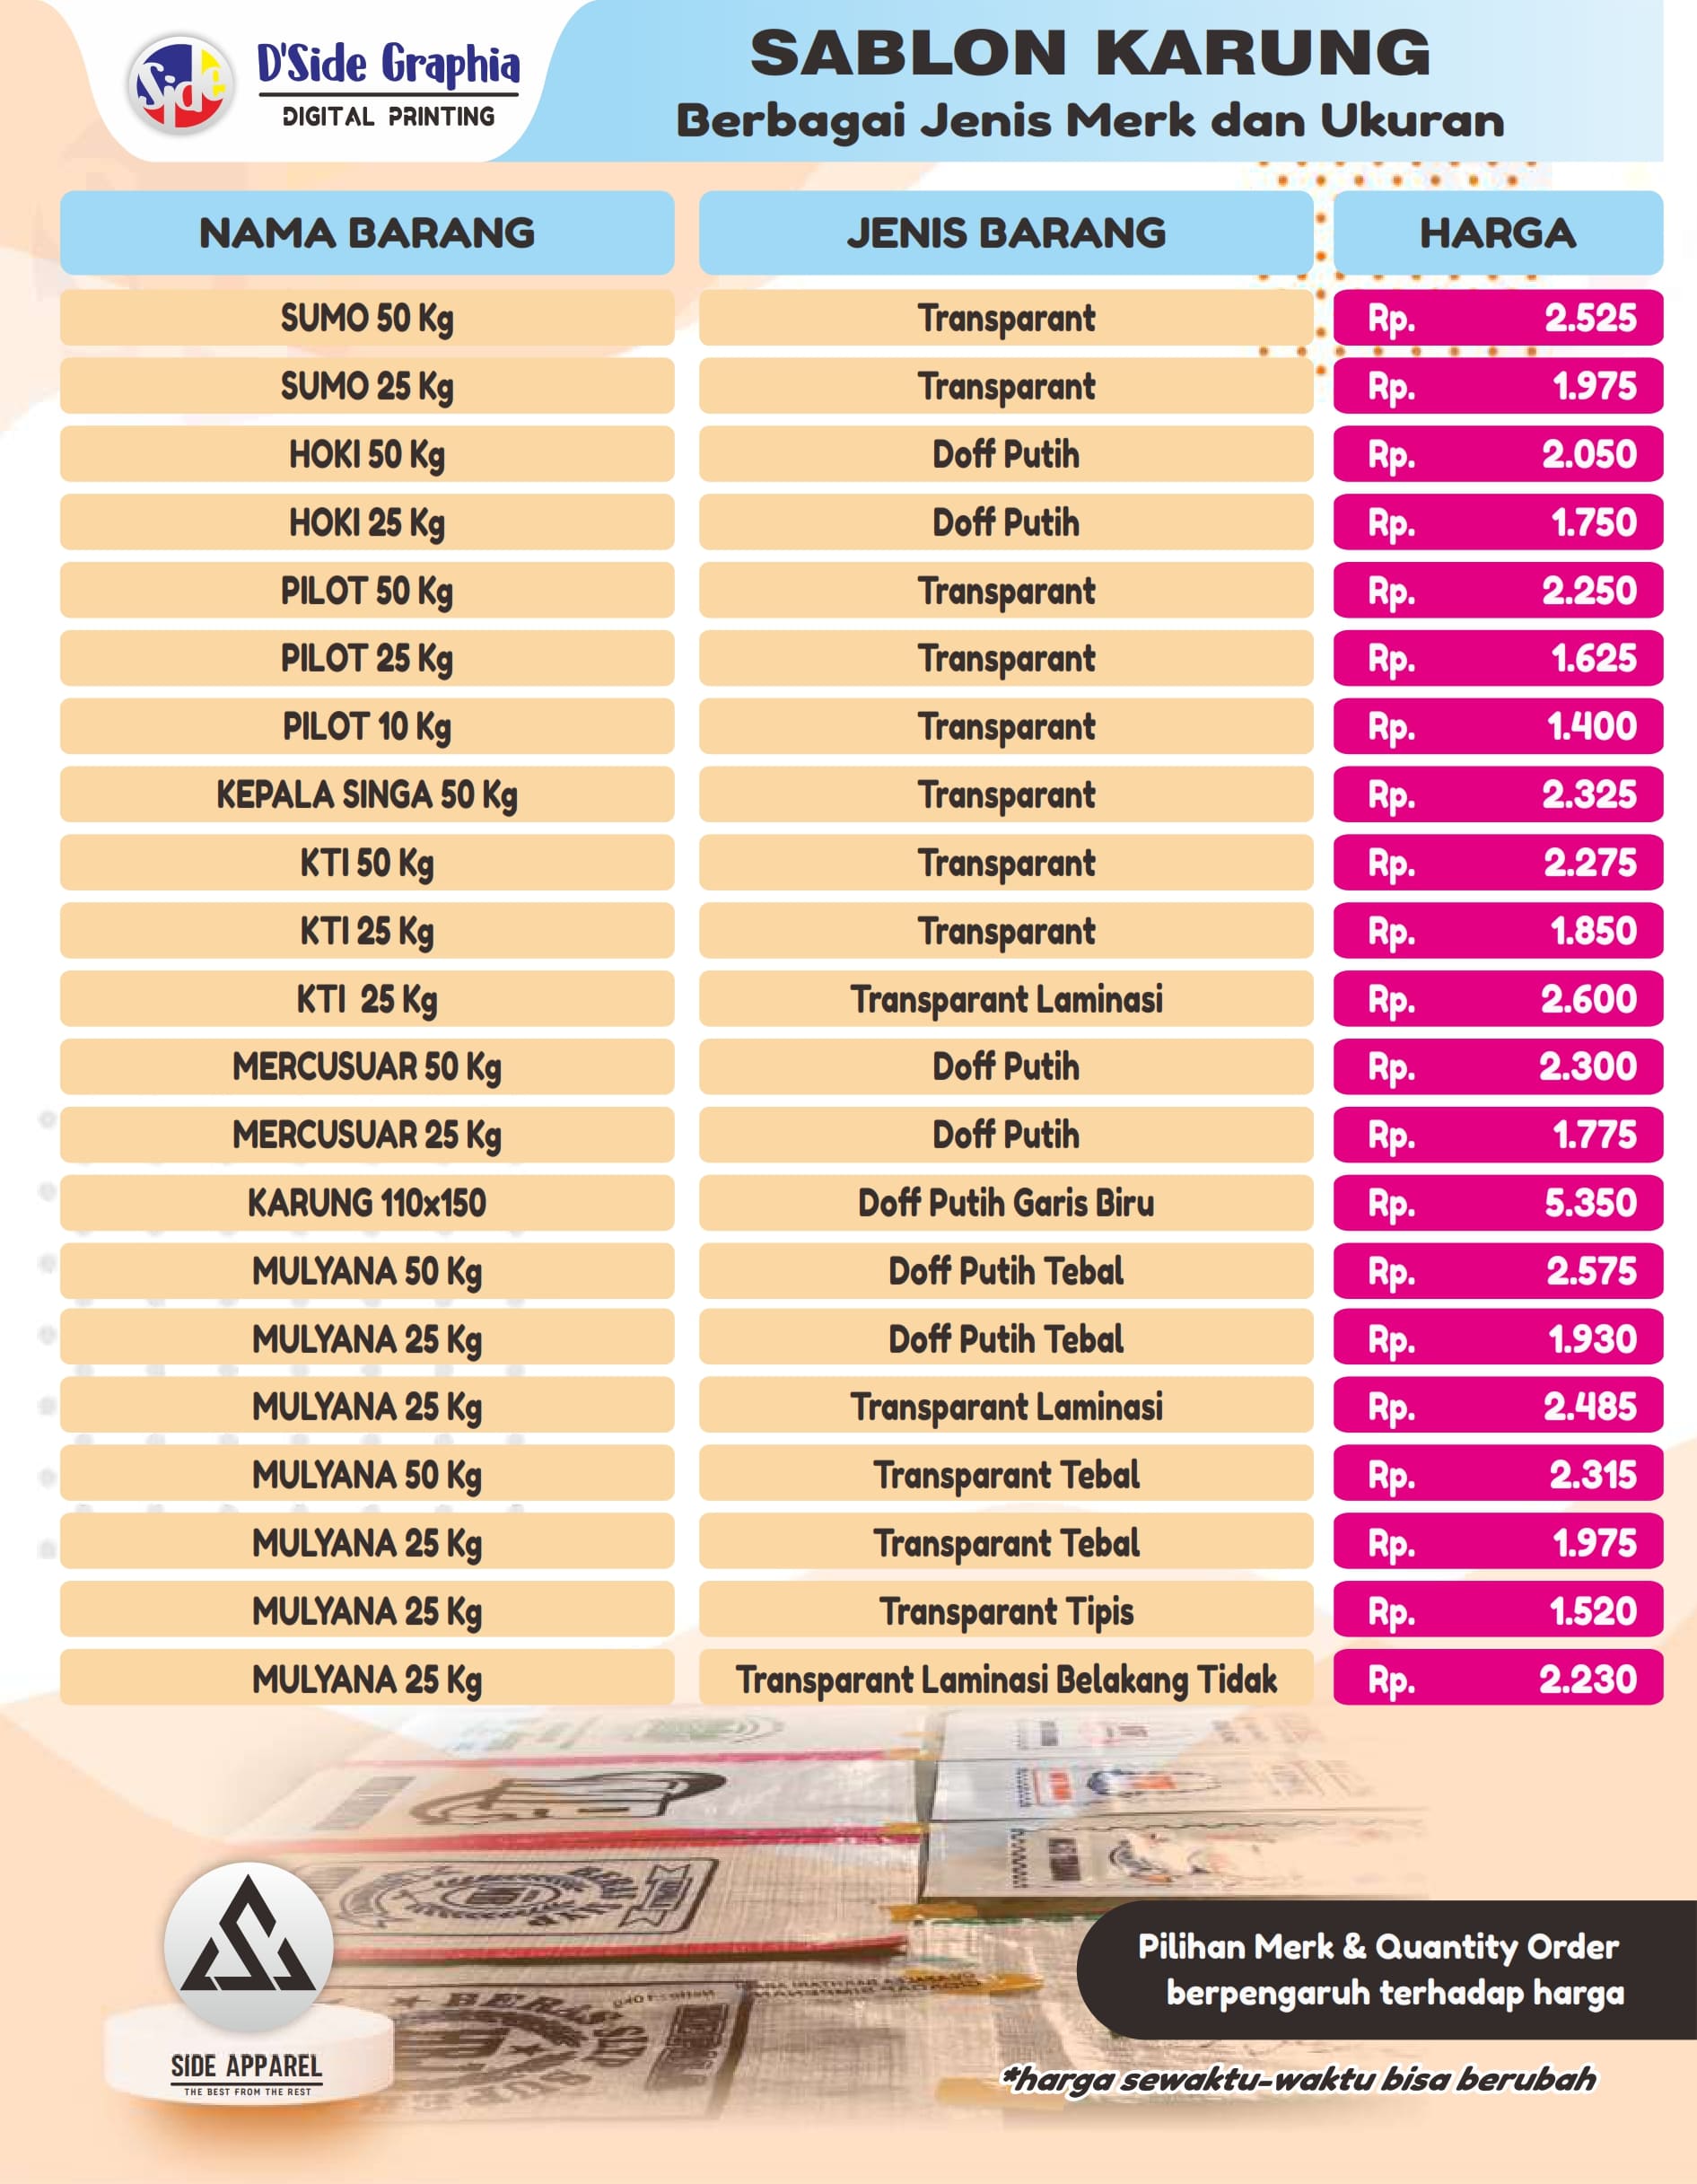 Side
D'Side Graphia
DIGITAL PRINTING
SABLON KARUNG
Berbagai Jenis Merk dan Ukuran
NAMA BARANG JENIS BARANG HARGA
SUMO 50 Kg Transparant Rp. 2.525
SUMO 25 Kg Transparant Rp. 1.975
HOKI 50 Kg Doff Putih Rp. 2.050
HOKI 25 Kg Doff Putih Rp. 1.750
PILOT 50 Kg Transparant Rp. 2.250
PILOT 25 Kg Transparant Rp. 1.625
PILOT 10 Kg Transparant Rp. 1.400
KEPALA SINGA 50 Kg Transparant Rp. 2.325
KTI 50 Kg Transparant Rp. 2.275
KTI 25 Kg Transparant Rp. 1.850
KTI 25 Kg Transparant Laminasi Rp. 2.600
MERCUSUAR 50 Kg Doff Putih Rp. 2.300
MERCUSUAR 25 Kg Doff Putih Rp. 1.775
KARUNG 110x150 Doff Putih Garis Biru Rp. 5.350
MULYANA 50 Kg Doff Putih Tebal Rp. 2.575
MULYANA 25 Kg Doff Putih Tebal Rp. 1.930
MULYANA 25 Kg Transparant Laminasi Rp. 2.485
MULYANA 50 Kg Transparant Tebal Rp. 2.315
MULYANA 25 Kg Transparant Tebal Rp. 1.975
MULYANA 25 Kg Transparant Tipis Rp. 1.520
MULYANA 25 Kg Transparant Laminasi Belakang Tidak Rp. 2.230
Pilihan Merk & Quantity Order
berpengaruh terhadap harga
BERAS
SIDE APPAREL
THE BEST FROM THE REST
*harga sewaktu-waktu bisa berubah